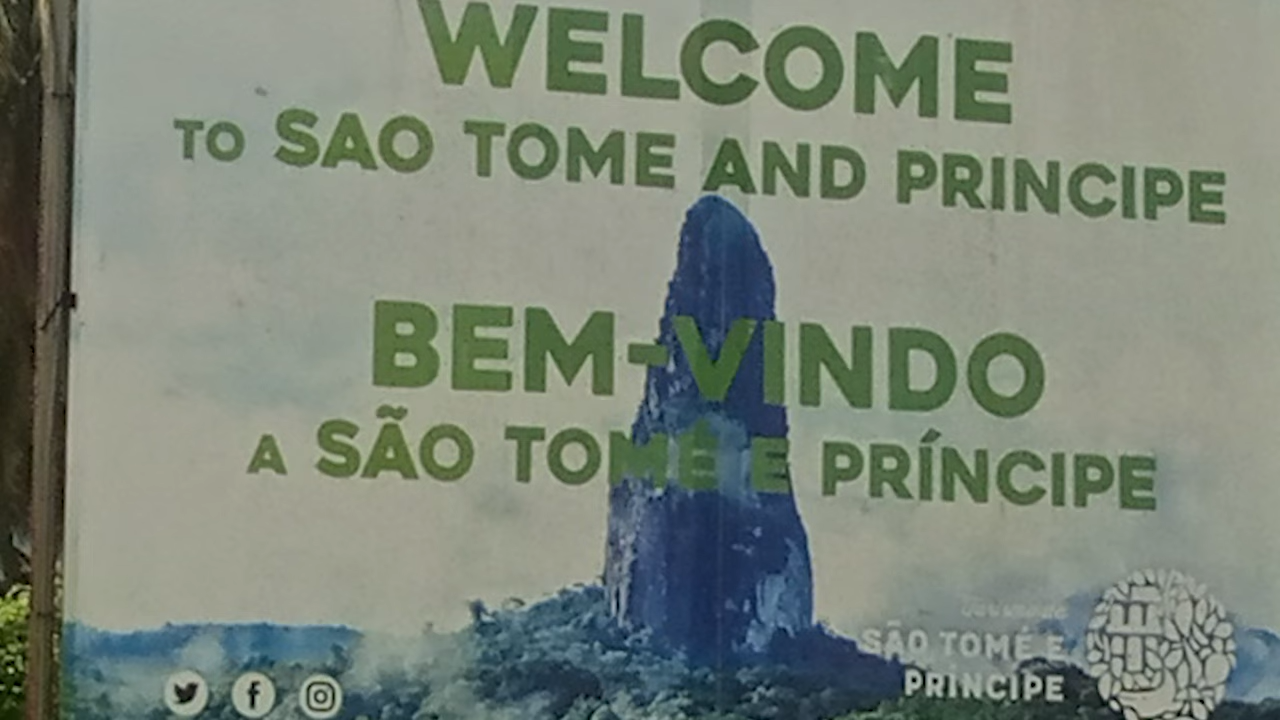 WELCOME
TO SAO TOME AND PRINCIPE
BEM-VINDO
A SÃO TOMÉ E PRÍNCIPE
SÃO TOMÉ E
PRÍNCIPE